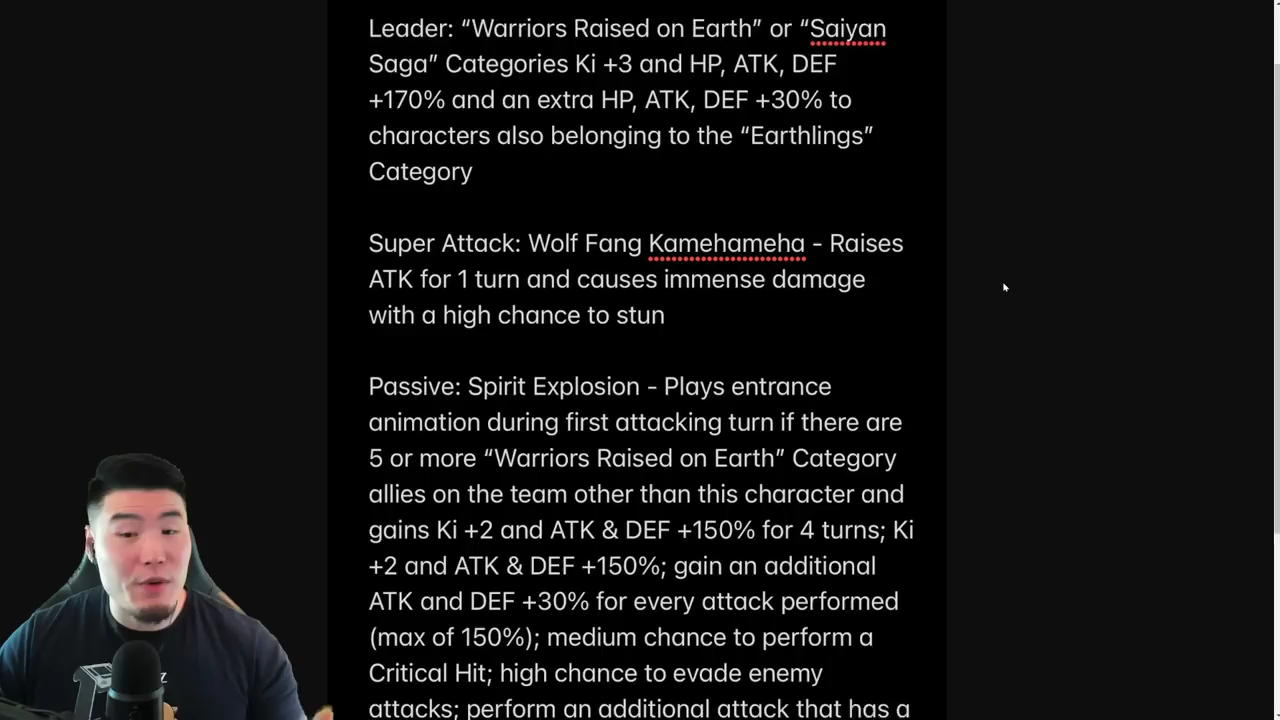 Leader: “Warriors Raised on Earth” or “Saiyan
Saga” Categories Ki +3 and HP, ATK, DEF
+170% and an extra HP, ATK, DEF +30% to
characters also belonging to the “Earthlings”
Category
Super Attack: Wolf Fang Kamehameha - Raises
ATK for 1 turn and causes immense damage
with a high chance to stun
Passive: Spirit Explosion - Plays entrance
animation during first attacking turn if there are
5 or more “Warriors Raised on Earth” Category
allies on the team other than this character and
gains Ki +2 and ATK & DEF +150% for 4 turns; Ki
+2 and ATK & DEF +150%; gain an additional
ATK and DEF +30% for every attack performed
(max of 150%); medium chance to perform a
Critical Hit; high chance to evade enemy
attacks; perform an additional attack that has a